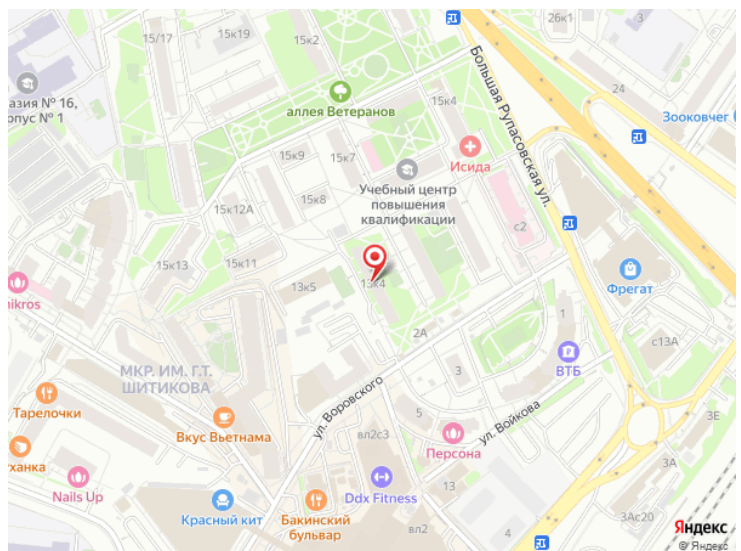 26к1
3
15/17
15к19
15к2
24
азия № 16,
рпус № 1
аллея Ветеранов
15к4
Зооковчег
Большая Рупасовская ул.
15к9
15к7
Исида
Учебный центр
повышения
квалификации
15к8
15к12А
с2
15к13
15к11
Фрегат
13к5
13к4
mikros
2А
1
с13А
МКР. ИМ. Г.Т.
ШИТИКОВА
ВТБ
3
Тарелочки
ул. Воровского
Вкус Вьетнама
5
ул. Войкова
3Е
вл2с3
Персона
ханка
3А
Nails Up
Ddx Fitness
13
Красный кит
Бакинский
бульвар
вл2
4
3Ас20
Яндекс
© Яндекс